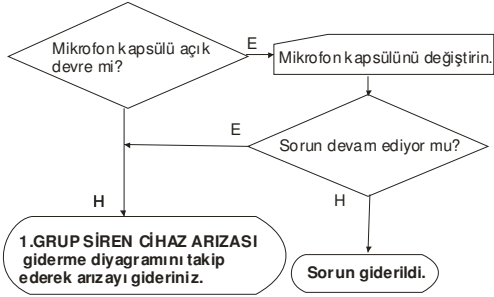 Mikrofon kapsülü açık
devre mi?
E
Mikrofon kapsülünü değiştirin.
E
Sorun devam ediyor mu?
H
H
1.GRUP SİREN CİHAZ ARIZASI
giderme diyagramını takip
ederek arızayı gideriniz.
Sorun giderildi.